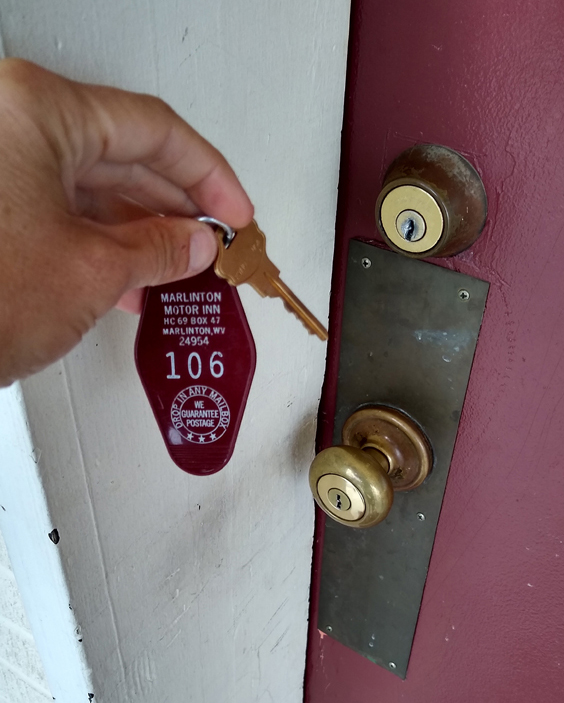 MARLINTON
MOTOR INN
HC 69 BOX 47
MARLINTON, WV
24954
106
DROP IN ANY MAILBOX
WE
GUARANTEE
POSTAGE